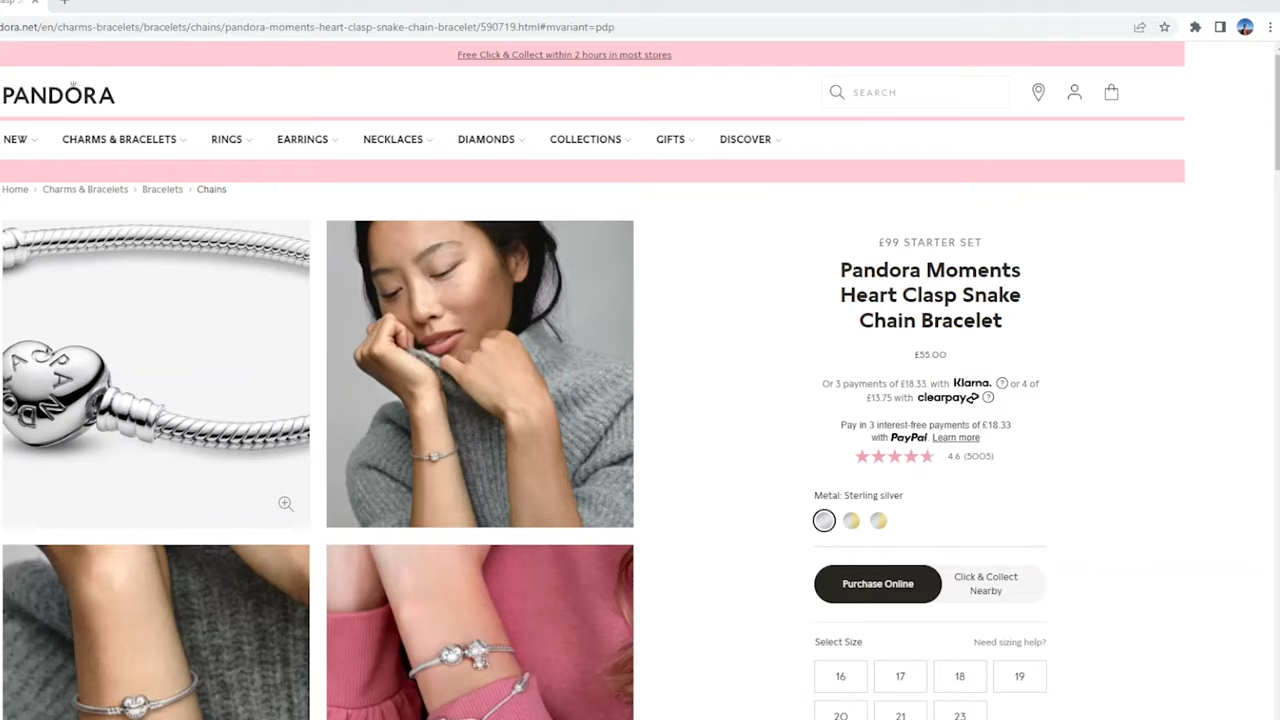 dora.net/en/charms-bracelets/bracelets/chains/pandora-moments-heart-clasp-snake-chain-bracelet/590719.html#mvariant=pdp
Free Click & Collect within 2 hours in most stores
PANDORA
SEARCH
NEW CHARMS & BRACELETS RINGS EARRINGS NECKLACES DIAMONDS COLLECTIONS GIFTS DISCOVER
Home > Charms & Bracelets > Bracelets > Chains
£99 STARTER SET
Pandora Moments
Heart Clasp Snake
Chain Bracelet
£55.00
Or 3 payments of £18.33. with Klarna. ? or 4 of
£13.75 with clearpay ?
Pay in 3 interest-free payments of £18.33
with PayPal. Learn more
4.6 (5005)
Metal: Sterling silver
Purchase Online
Click & Collect
Nearby
Select Size Need sizing help?
16 17 18 19
20 21 23